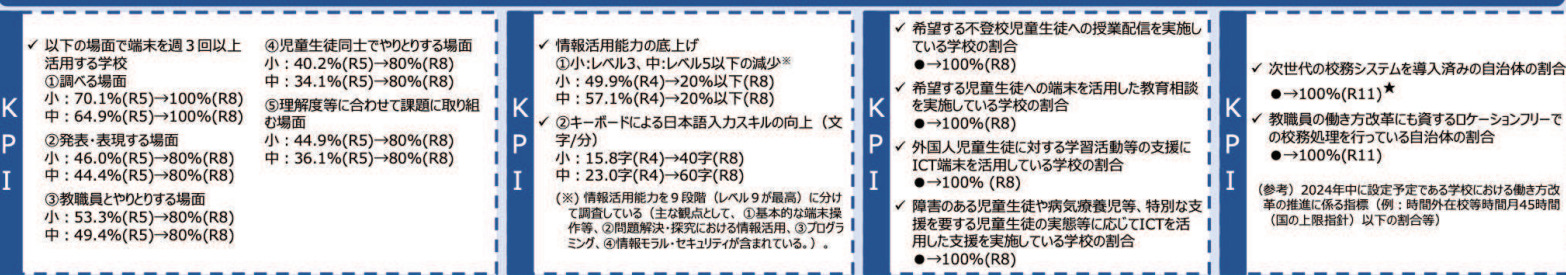 KPI
✓ 以下の場面で端末を週3回以上
活用する学校
①調べる場面
小：70.1%(R5)→100%(R8)
中：64.9%(R5)→100%(R8)
②発表・表現する場面
小：46.0%(R5)→80%(R8)
中：44.4%(R5)→80%(R8)
③教職員とやりとりする場面
小：53.3%(R5)→80%(R8)
中：49.4%(R5)→80%(R8)
④児童生徒同士でやりとりする場面
小：40.2%(R5)→80%(R8)
中：34.1%(R5)→80%(R8)
⑤理解度等に合わせて課題に取り組
む場面
小：44.9%(R5)→80%(R8)
中：36.1%(R5)→80%(R8)
KPI
✓ 情報活用能力の底上げ
①小:レベル3、中:レベル5以下の減少※
小：49.9%(R4)→20%以下(R8)
中：57.1%(R4)→20%以下(R8)
✓ ②キーボードによる日本語入力スキルの向上（文
字/分）
小：15.8字(R4)→40字(R8)
中：23.0字(R4)→60字(R8)
(※) 情報活用能力を９段階（レベル９が最高）に分け
て調査している（主な観点として、①基本的な端末操
作等、②問題解決・探究における情報活用、③プログラ
ミング、④情報モラル・セキュリティが含まれている。）。
KPI
✓ 希望する不登校児童生徒への授業配信を実施し
ている学校の割合
●→100%(R8)
✓ 希望する児童生徒への端末を活用した教育相談
を実施している学校の割合
●→100%(R8)
✓ 外国人児童生徒に対する学習活動等の支援に
ICT端末を活用している学校の割合
●→100% (R8)
✓ 障害のある児童生徒や病気療養児等、特別な支
援を要する児童生徒の実態等に応じてICTを活
用した支援を実施している学校の割合
●→100%(R8)
KPI
✓ 次世代の校務システムを導入済みの自治体の割合
●→100%(R11)★
✓ 教職員の働き方改革にも資するロケーションフリーで
の校務処理を行っている自治体の割合
●→100%(R11)
(参考）2024年中に設定予定である学校における働き方改
革の推進に係る指標（例：時間外在校等時間月45時間
（国の上限指針）以下の割合等）